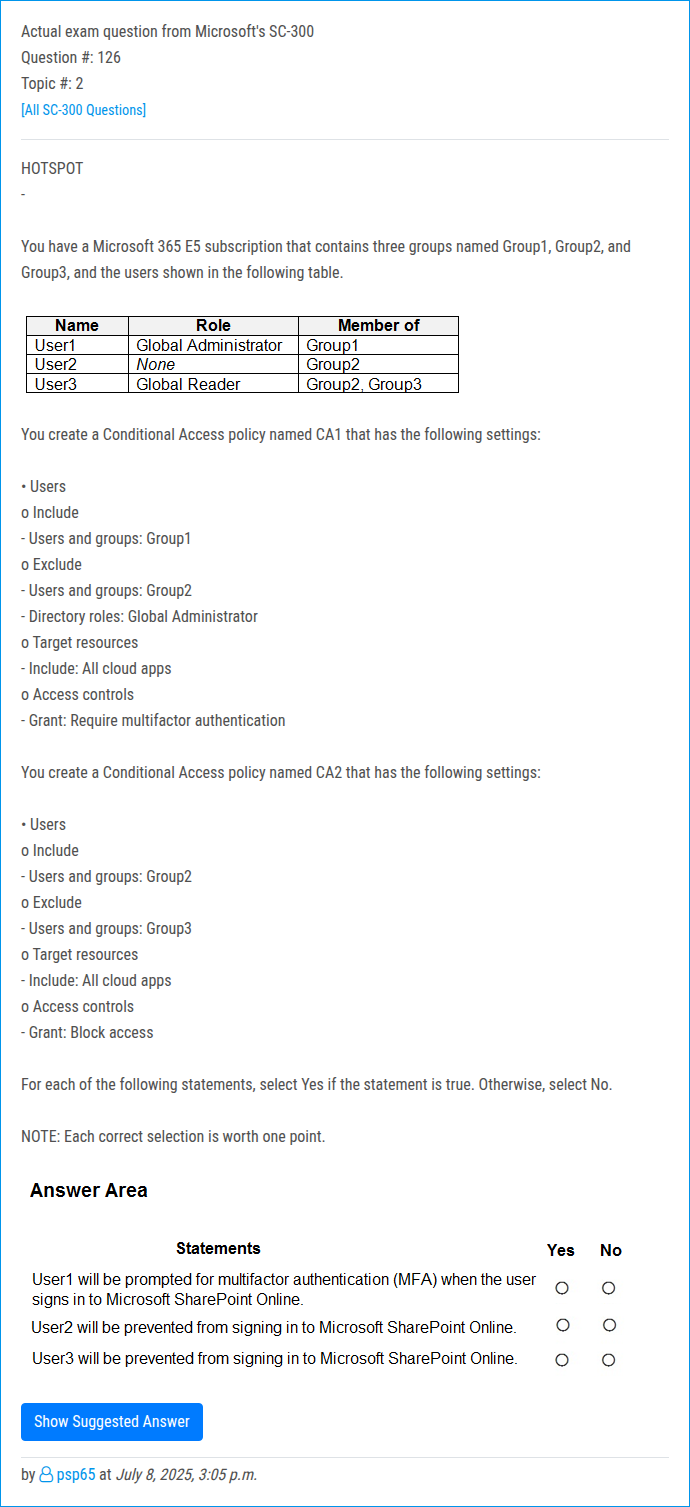 Actual exam question from Microsoft's SC-300
Question #: 126
Topic #: 2
[All SC-300 Questions]
HOTSPOT
-
You have a Microsoft 365 E5 subscription that contains three groups named Group1, Group2, and
Group3, and the users shown in the following table.
Name Role Member of
User1 Global Administrator Group1
User2 None Group2
User3 Global Reader Group2, Group3
You create a Conditional Access policy named CA1 that has the following settings:
• Users
o Include
- Users and groups: Group1
o Exclude
- Users and groups: Group2
- Directory roles: Global Administrator
o Target resources
- Include: All cloud apps
o Access controls
- Grant: Require multifactor authentication
You create a Conditional Access policy named CA2 that has the following settings:
• Users
o Include
- Users and groups: Group2
o Exclude
- Users and groups: Group3
o Target resources
- Include: All cloud apps
o Access controls
- Grant: Block access
For each of the following statements, select Yes if the statement is true. Otherwise, select No.
NOTE: Each correct selection is worth one point.
Answer Area
Statements Yes No
User1 will be prompted for multifactor authentication (MFA) when the user
signs in to Microsoft SharePoint Online.
User2 will be prevented from signing in to Microsoft SharePoint Online.
User3 will be prevented from signing in to Microsoft SharePoint Online.
Show Suggested Answer
by psp65 at July 8, 2025, 3:05 p.m.